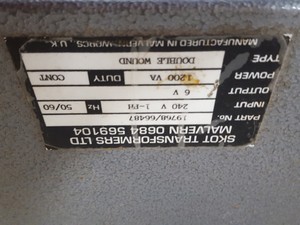 SKOT TRANSFORMERS LTD
MALVERN 0684 569104
PART No. 19768/66487
INPUT 240 V 1-PH Hz 50/60
OUTPUT 6 V
POWER 1200 VA DUTY CONT
TYPE DOUBLE WOUND
MANUFACTURED IN MALVERN WORCS U.K.